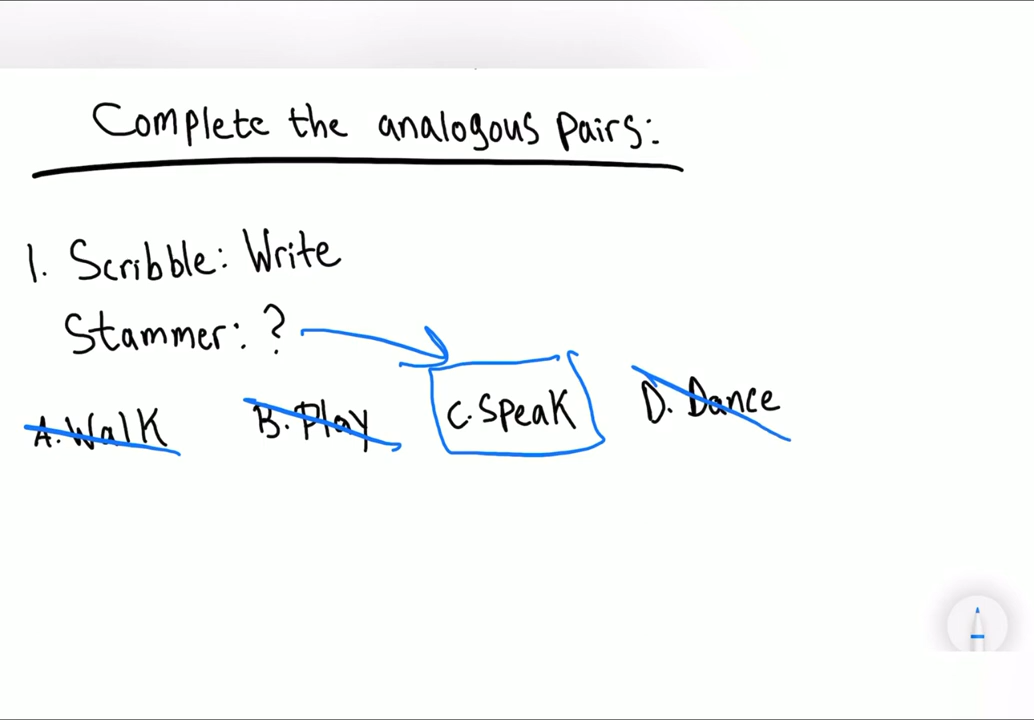 Complete the analogous pairs:
1. Scribble: Write
Stammer: ?
A. Walk B. Play C. Speak D. Dance